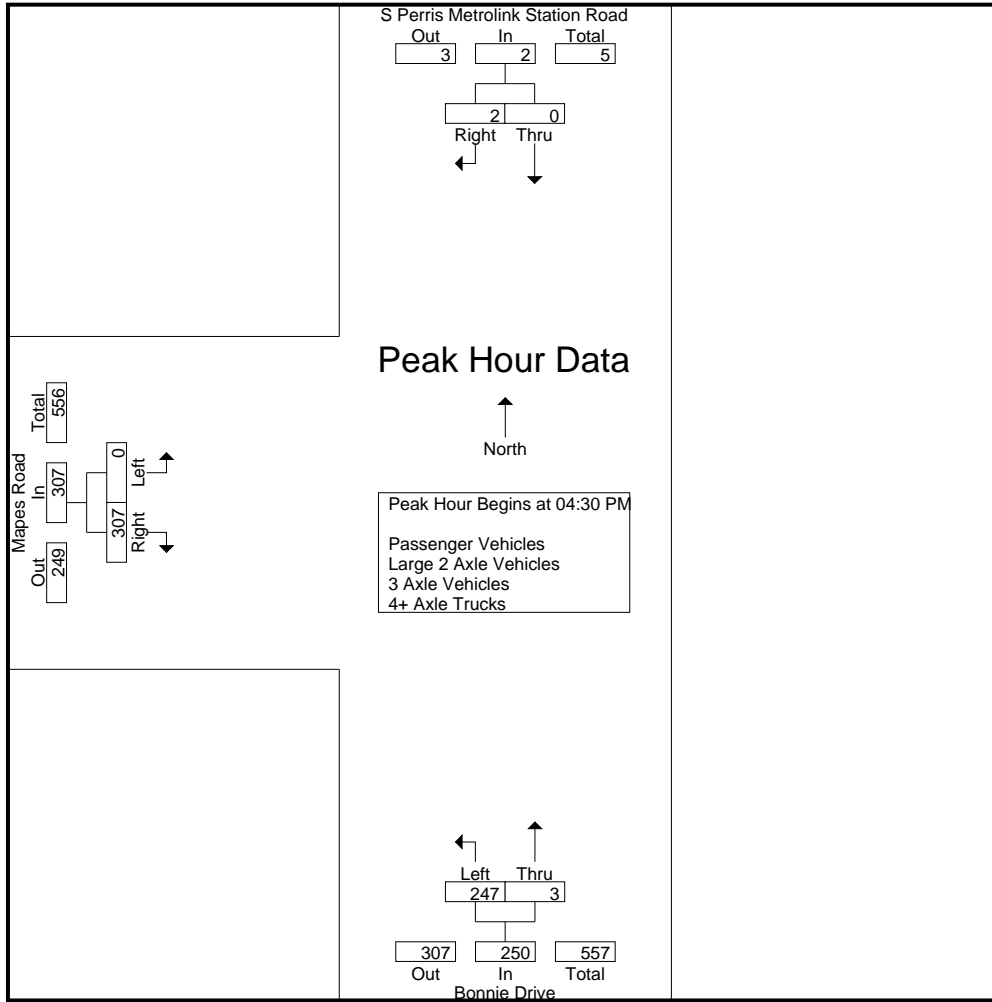 S Perris Metrolink Station Road
Out In Total
3 2 5
2 0
Right Thru
Peak Hour Data
North
Peak Hour Begins at 04:30 PM
Passenger Vehicles
Large 2 Axle Vehicles
3 Axle Vehicles
4+ Axle Trucks
Mapes Road
Out In Total
249 307 556
307 0
Right Left
Left Thru
247 3
307 250 557
Out In Total
Bonnie Drive